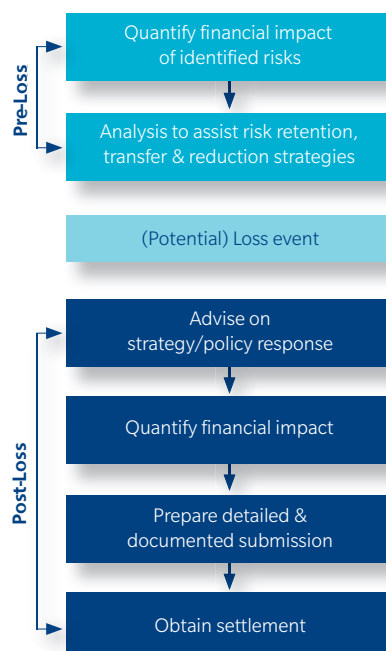 Pre-Loss
Quantify financial impact
of identified risks
Analysis to assist risk retention,
transfer & reduction strategies
(Potential) Loss event
Post-Loss
Advise on
strategy/policy response
Quantify financial impact
Prepare detailed &
documented submission
Obtain settlement